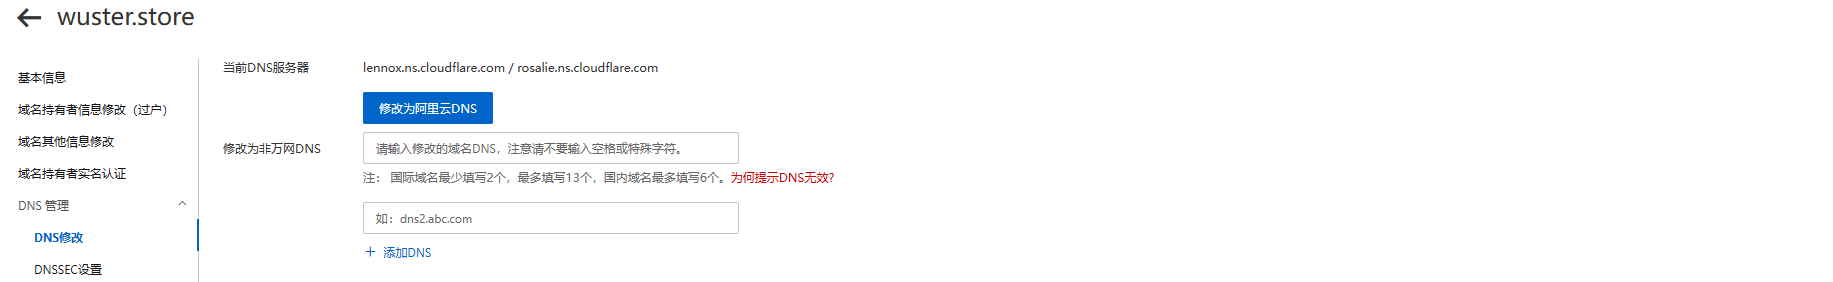 wuster.store
基本信息
域名持有者信息修改（过户）
域名其他信息修改
域名持有者实名认证
DNS 管理
DNS修改
DNSSEC设置
当前DNS服务器
lennox.ns.cloudflare.com / rosalie.ns.cloudflare.com
修改为阿里云DNS
修改为非万网DNS
请输入修改的域名DNS，注意请不要输入空格或特殊字符。
注： 国际域名最少填写2个，最多填写13个，国内域名最多填写6个。为何提示DNS无效?
如：dns2.abc.com
添加DNS